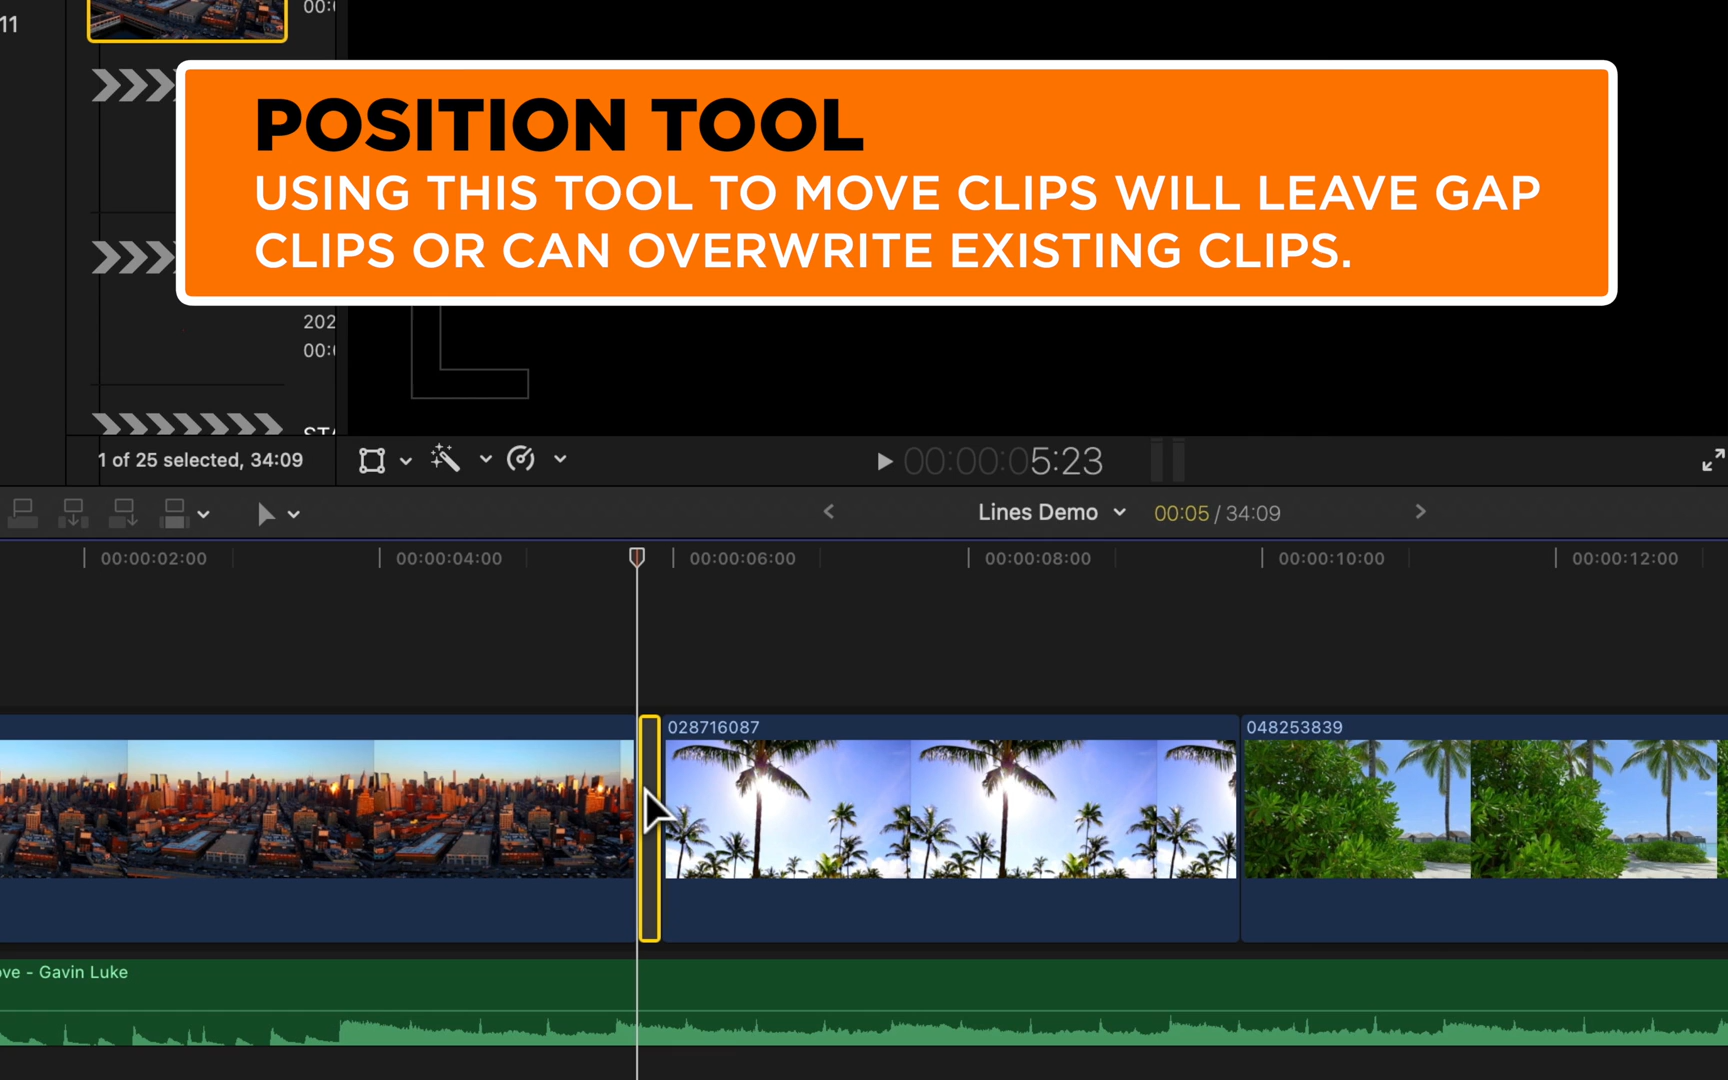 11
00:0
POSITION TOOL
USING THIS TOOL TO MOVE CLIPS WILL LEAVE GAP
CLIPS OR CAN OVERWRITE EXISTING CLIPS.
202
00:0
1 of 25 selected, 34:09
00:00:05:23
Lines Demo
00:05 / 34:09
00:00:02:00
00:00:04:00
00:00:06:00
00:00:08:00
00:00:10:00
00:00:12:00
028716087
048253839
ove - Gavin Luke